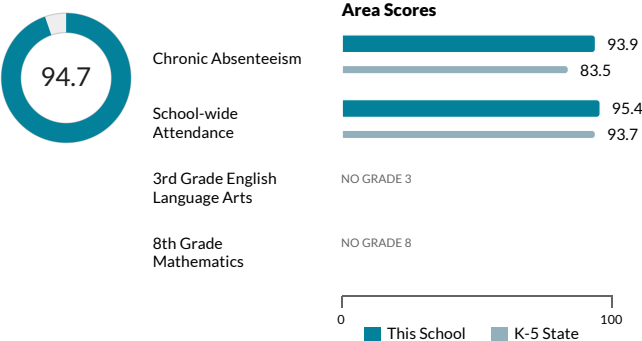 Area Scores
94.7
Chronic Absenteeism
93.9
83.5
School-wide
Attendance
95.4
93.7
3rd Grade English
Language Arts
NO GRADE 3
8th Grade
Mathematics
NO GRADE 8
0
100
This School
K-5 State